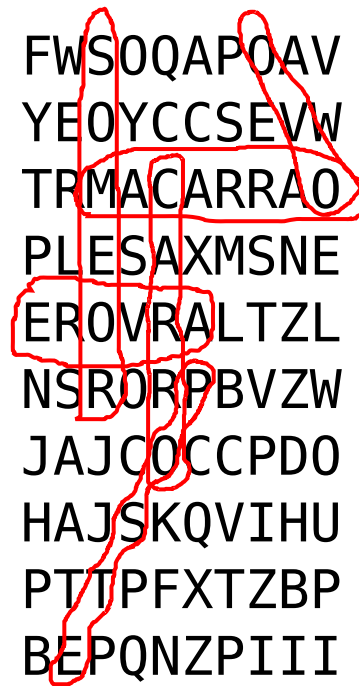 FWSOQAPOAV
YEOYCCSEVW
TRMACARRAO
PLESAXMSNE
EROVRALTZL
NSRORPBVZW
JAJCOCCPDO
HAJSKQVIHU
PTTPFXTZBP
BEPQNZPIII